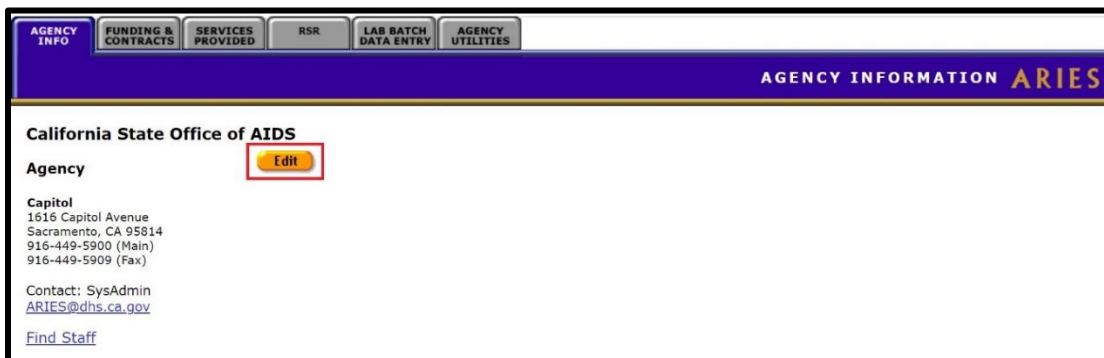 AGENCY INFO
FUNDING & CONTRACTS
SERVICES PROVIDED
RSR
LAB BATCH DATA ENTRY
AGENCY UTILITIES
AGENCY INFORMATION ARIES
California State Office of AIDS
Agency
Edit
Capitol
1616 Capitol Avenue
Sacramento, CA 95814
916-449-5900 (Main)
916-449-5909 (Fax)
Contact: SysAdmin
ARIES@dhs.ca.gov
Find Staff